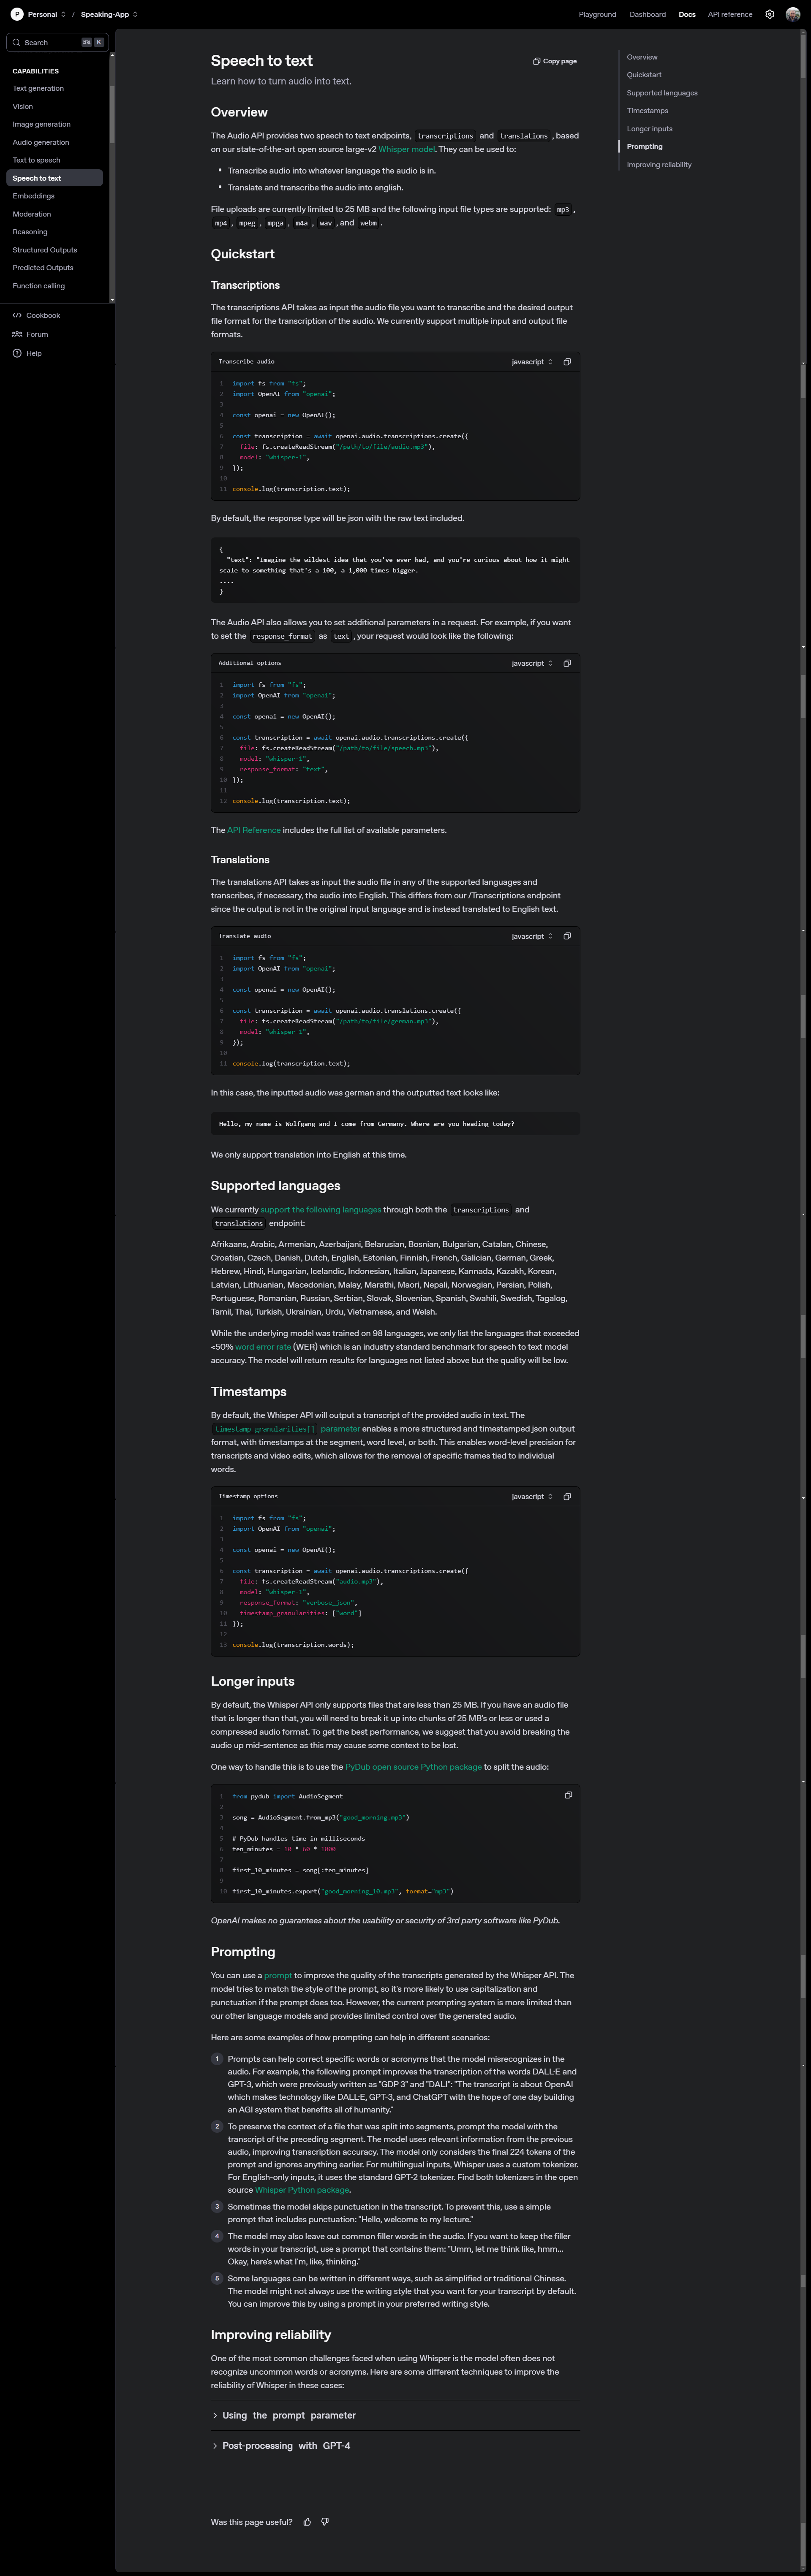 P Personal / Speaking-App Playground Dashboard Docs API reference
Search Ctrl K
CAPABILITIES
Text generation
Vision
Image generation
Audio generation
Text to speech
Speech to text
Embeddings
Moderation
Reasoning
Structured Outputs
Predicted Outputs
Function calling
Cookbook
Forum
Help
Speech to text
Copy page
Learn how to turn audio into text.
Overview
The Audio API provides two speech to text endpoints, transcriptions and translations, based
on our state-of-the-art open source large-v2 Whisper model. They can be used to:
• Transcribe audio into whatever language the audio is in.
• Translate and transcribe the audio into english.
File uploads are currently limited to 25 MB and the following input file types are supported: mp3,
mp4, mpeg, mpga, m4a, wav, and webm.
Quickstart
Transcriptions
The transcriptions API takes as input the audio file you want to transcribe and the desired output
file format for the transcription of the audio. We currently support multiple input and output file
formats.
Transcribe audio javascript
1 import fs from "fs";
2 import OpenAI from "openai";
3
4 const openai = new OpenAI();
5
6 const transcription = await openai.audio.transcriptions.create({
7 file: fs.createReadStream("/path/to/file/audio.mp3"),
8 model: "whisper-1",
9 });
10
11 console.log(transcription.text);
By default, the response type will be json with the raw text included.
{
"text": "Imagine the wildest idea that you've ever had, and you're curious about how it might
scale to something that's a 100, a 1,000 times bigger.
....
}
The Audio API also allows you to set additional parameters in a request. For example, if you want
to set the response_format as text, your request would look like the following:
Additional options javascript
1 import fs from "fs";
2 import OpenAI from "openai";
3
4 const openai = new OpenAI();
5
6 const transcription = await openai.audio.transcriptions.create({
7 file: fs.createReadStream("/path/to/file/speech.mp3"),
8 model: "whisper-1",
9 response_format: "text",
10 });
11
12 console.log(transcription.text);
The API Reference includes the full list of available parameters.
Translations
The translations API takes as input the audio file in any of the supported languages and
transcribes, if necessary, the audio into English. This differs from our /Transcriptions endpoint
since the output is not in the original input language and is instead translated to English text.
Translate audio javascript
1 import fs from "fs";
2 import OpenAI from "openai";
3
4 const openai = new OpenAI();
5
6 const transcription = await openai.audio.translations.create({
7 file: fs.createReadStream("/path/to/file/german.mp3"),
8 model: "whisper-1",
9 });
10
11 console.log(transcription.text);
In this case, the inputted audio was german and the outputted text looks like:
Hello, my name is Wolfgang and I come from Germany. Where are you heading today?
We only support translation into English at this time.
Supported languages
We currently support the following languages through both the transcriptions and
translations endpoint:
Afrikaans, Arabic, Armenian, Azerbaijani, Belarusian, Bosnian, Bulgarian, Catalan, Chinese,
Croatian, Czech, Danish, Dutch, English, Estonian, Finnish, French, Galician, German, Greek,
Hebrew, Hindi, Hungarian, Icelandic, Indonesian, Italian, Japanese, Kannada, Kazakh, Korean,
Latvian, Lithuanian, Macedonian, Malay, Marathi, Maori, Nepali, Norwegian, Persian, Polish,
Portuguese, Romanian, Russian, Serbian, Slovak, Slovenian, Spanish, Swahili, Swedish, Tagalog,
Tamil, Thai, Turkish, Ukrainian, Urdu, Vietnamese, and Welsh.
While the underlying model was trained on 98 languages, we only list the languages that exceeded
<50% word error rate (WER) which is an industry standard benchmark for speech to text model
accuracy. The model will return results for languages not listed above but the quality will be low.
Timestamps
By default, the Whisper API will output a transcript of the provided audio in text. The
timestamp_granularities[] parameter enables a more structured and timestamped json output
format, with timestamps at the segment, word level, or both. This enables word-level precision for
transcripts and video edits, which allows for the removal of specific frames tied to individual
words.
Timestamp options javascript
1 import fs from "fs";
2 import OpenAI from "openai";
3
4 const openai = new OpenAI();
5
6 const transcription = await openai.audio.transcriptions.create({
7 file: fs.createReadStream("audio.mp3"),
8 model: "whisper-1",
9 response_format: "verbose_json",
10 timestamp_granularities: ["word"]
11 });
12
13 console.log(transcription.words);
Longer inputs
By default, the Whisper API only supports files that are less than 25 MB. If you have an audio file
that is longer than that, you will need to break it up into chunks of 25 MB's or less or used a
compressed audio format. To get the best performance, we suggest that you avoid breaking the
audio up mid-sentence as this may cause some context to be lost.
One way to handle this is to use the PyDub open source Python package to split the audio:
1 from pydub import AudioSegment
2
3 song = AudioSegment.from_mp3("good_morning.mp3")
4
5 # PyDub handles time in milliseconds
6 ten_minutes = 10 * 60 * 1000
7
8 first_10_minutes = song[:ten_minutes]
9
10 first_10_minutes.export("good_morning_10.mp3", format="mp3")
OpenAI makes no guarantees about the usability or security of 3rd party software like PyDub.
Prompting
You can use a prompt to improve the quality of the transcripts generated by the Whisper API. The
model tries to match the style of the prompt, so it's more likely to use capitalization and
punctuation if the prompt does too. However, the current prompting system is more limited than
our other language models and provides limited control over the generated audio.
Here are some examples of how prompting can help in different scenarios:
1 Prompts can help correct specific words or acronyms that the model misrecognizes in the
audio. For example, the following prompt improves the transcription of the words DALL·E and
GPT-3, which were previously written as "GDP 3" and "DALI": "The transcript is about OpenAI
which makes technology like DALL·E, GPT-3, and ChatGPT with the hope of one day building
an AGI system that benefits all of humanity."
2 To preserve the context of a file that was split into segments, prompt the model with the
transcript of the preceding segment. The model uses relevant information from the previous
audio, improving transcription accuracy. The model only considers the final 224 tokens of the
prompt and ignores anything earlier. For multilingual inputs, Whisper uses a custom tokenizer.
For English-only inputs, it uses the standard GPT-2 tokenizer. Find both tokenizers in the open
source Whisper Python package.
3 Sometimes the model skips punctuation in the transcript. To prevent this, use a simple
prompt that includes punctuation: "Hello, welcome to my lecture."
4 The model may also leave out common filler words in the audio. If you want to keep the filler
words in your transcript, use a prompt that contains them: "Umm, let me think like, hmm...
Okay, here's what I'm, like, thinking."
5 Some languages can be written in different ways, such as simplified or traditional Chinese.
The model might not always use the writing style that you want for your transcript by default.
You can improve this by using a prompt in your preferred writing style.
Improving reliability
One of the most common challenges faced when using Whisper is the model often does not
recognize uncommon words or acronyms. Here are some different techniques to improve the
reliability of Whisper in these cases:
Using the prompt parameter
Post-processing with GPT-4
Was this page useful?
Overview
Quickstart
Supported languages
Timestamps
Longer inputs
Prompting
Improving reliability